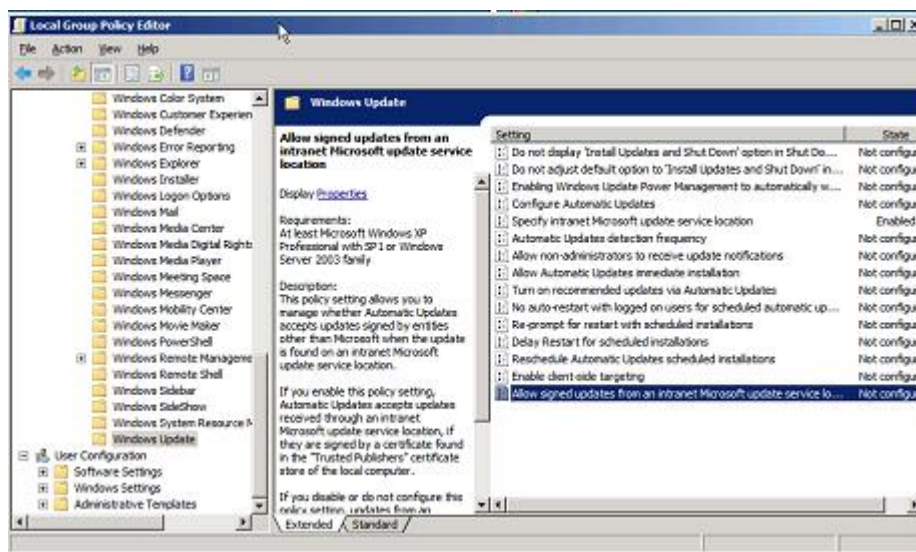 Local Group Policy Editor
File Action View Help
Windows Color System
Windows Customer Experien
Windows Defender
Windows Error Reporting
Windows Explorer
Windows Installer
Windows Logon Options
Windows Mail
Windows Media Center
Windows Media Digital Rights
Windows Media Player
Windows Meeting Space
Windows Messenger
Windows Mobility Center
Windows Movie Maker
Windows PowerShell
Windows Remote Manageme
Windows Remote Shell
Windows Sidebar
Windows SideShow
Windows System Resource M
Windows Update
User Configuration
Software Settings
Windows Settings
Administrative Templates
Windows Update
Allow signed updates from an
intranet Microsoft update service
location
Display Properties
Requirements:
At least Microsoft Windows XP
Professional with SP1 or Windows
Server 2003 family
Description:
This policy setting allows you to
manage whether Automatic Updates
accepts updates signed by entities
other than Microsoft when the update
is found on an intranet Microsoft
update service location.
If you enable this policy setting,
Automatic Updates accepts updates
received through an intranet
Microsoft update service location, if
they are signed by a certificate found
in the "Trusted Publishers" certificate
store of the local computer.
If you disable or do not configure this
policy setting, updates from an
Setting State
Do not display 'Install Updates and Shut Down' option in Shut Do.... Not configu
Do not adjust default option to 'Install Updates and Shut Down' in... Not configu
Enabling Windows Update Power Management to automatically w... Not configu
Configure Automatic Updates Not configu
Specify intranet Microsoft update service location Enabled
Automatic Updates detection frequency Not configu
Allow non-administrators to receive update notifications Not configu
Allow Automatic Updates immediate installation Not configu
Turn on recommended updates via Automatic Updates Not configu
No auto-restart with logged on users for scheduled automatic up.... Not configu
Re-prompt for restart with scheduled installations Not configu
Delay Restart for scheduled installations Not configu
Reschedule Automatic Updates scheduled installations Not configu
Enable client-side targeting Not configu
Allow signed updates from an intranet Microsoft update service lo.... Not configu
Extended Standard